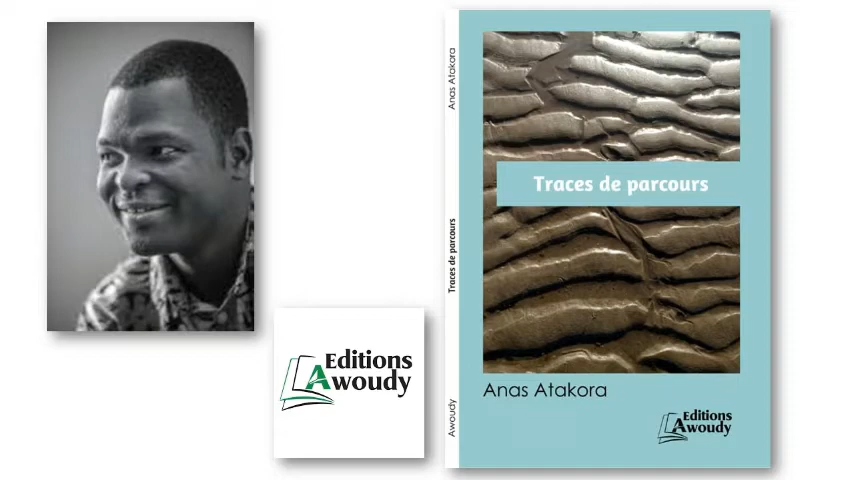 Editions
Awoudy
Anas Atakora
Traces de parcours
Awoudy
Traces de parcours
Anas Atakora
Editions
Awoudy